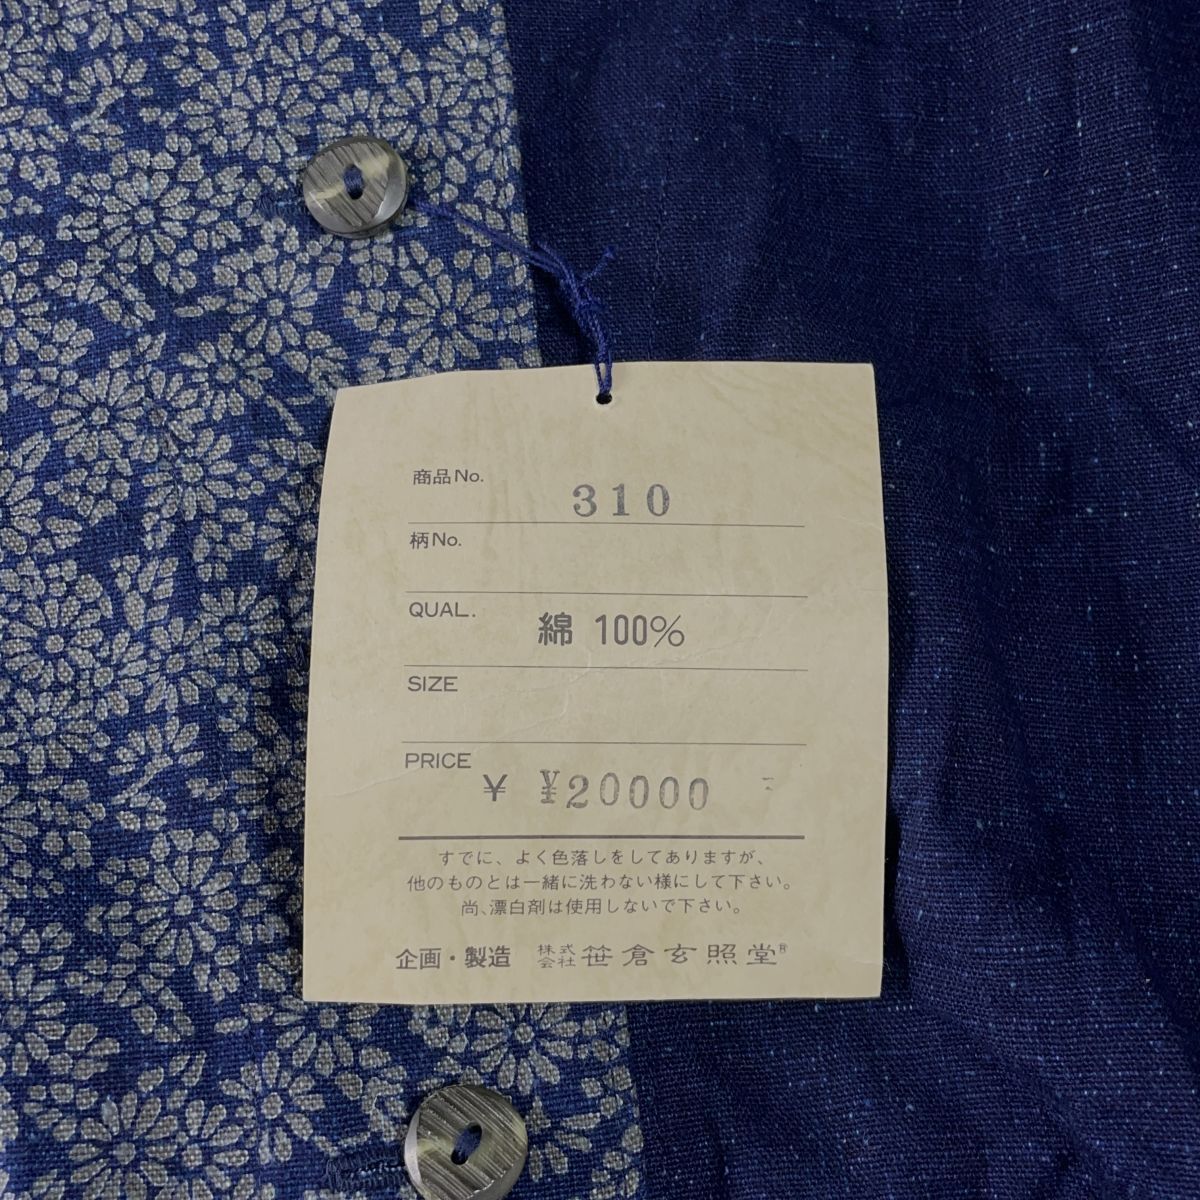 商品No. 310
柄No.
QUAL. 綿 100%
SIZE
PRICE ¥ ¥20000
すでに、よく色落しをしてありますが、
他のものとは一緒に洗わない様にして下さい。
尚、漂白剤は使用しないで下さい。
企画・製造 株式会社 笹倉玄照堂®